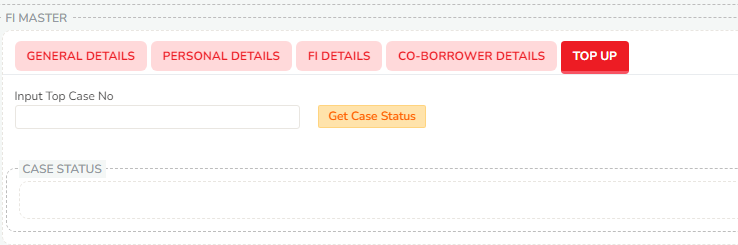 FI MASTER
GENERAL DETAILS PERSONAL DETAILS FI DETAILS CO-BORROWER DETAILS TOP UP
Input Top Case No
Get Case Status
CASE STATUS